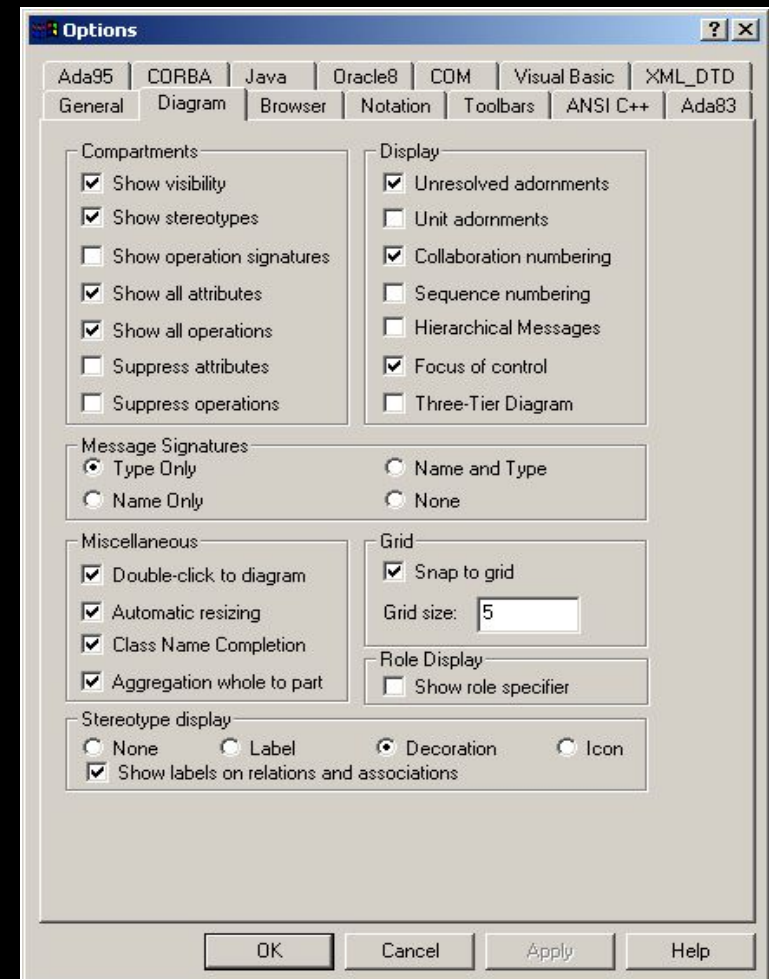 Options
Ada95 CORBA Java Oracle8 COM Visual Basic XML_DTD
General Diagram Browser Notation Toolbars ANSI C++ Ada83
Compartments
Show visibility
Show stereotypes
Show operation signatures
Show all attributes
Show all operations
Suppress attributes
Suppress operations
Display
Unresolved adornments
Unit adornments
Collaboration numbering
Sequence numbering
Hierarchical Messages
Focus of control
Three-Tier Diagram
Message Signatures
Type Only Name and Type
Name Only None
Miscellaneous
Double-click to diagram
Automatic resizing
Class Name Completion
Aggregation whole to part
Grid
Snap to grid
Grid size: 5
Role Display
Show role specifier
Stereotype display
None Label Decoration Icon
Show labels on relations and associations
OK Cancel Apply Help